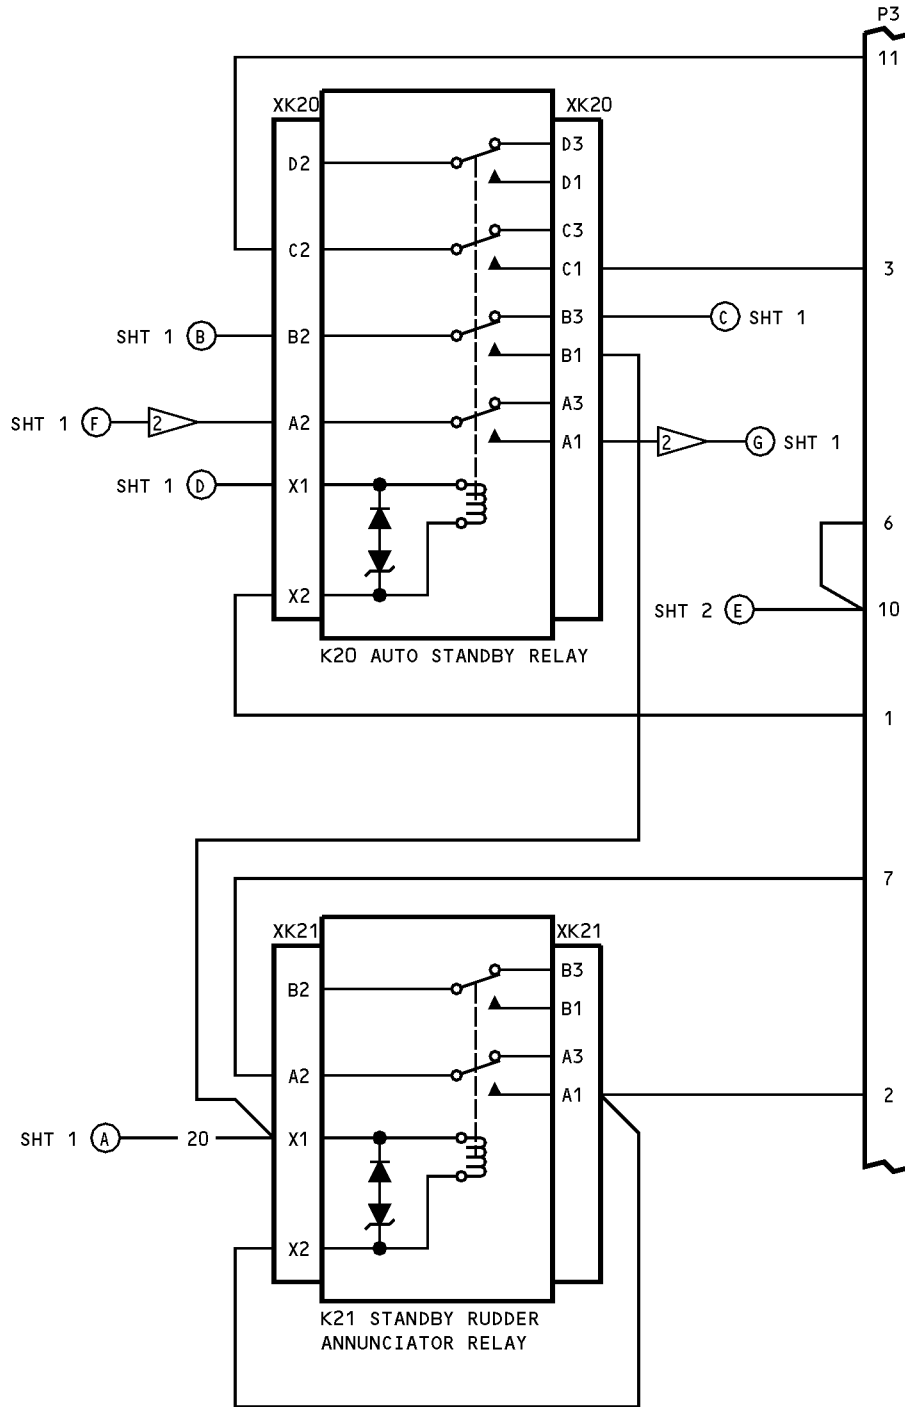 P3
11
XK20
XK20
D2
D3
D1
C2
C3
C1
3
SHT 1 B
B2
B3
C SHT 1
B1
SHT 1 F
2
A2
A3
A1
2
G SHT 1
SHT 1 D
X1
6
X2
SHT 2 E
10
K20 AUTO STANDBY RELAY
1
7
XK21
XK21
B2
B3
B1
A2
A3
A1
2
SHT 1 A
20
X1
X2
K21 STANDBY RUDDER
ANNUNCIATOR RELAY